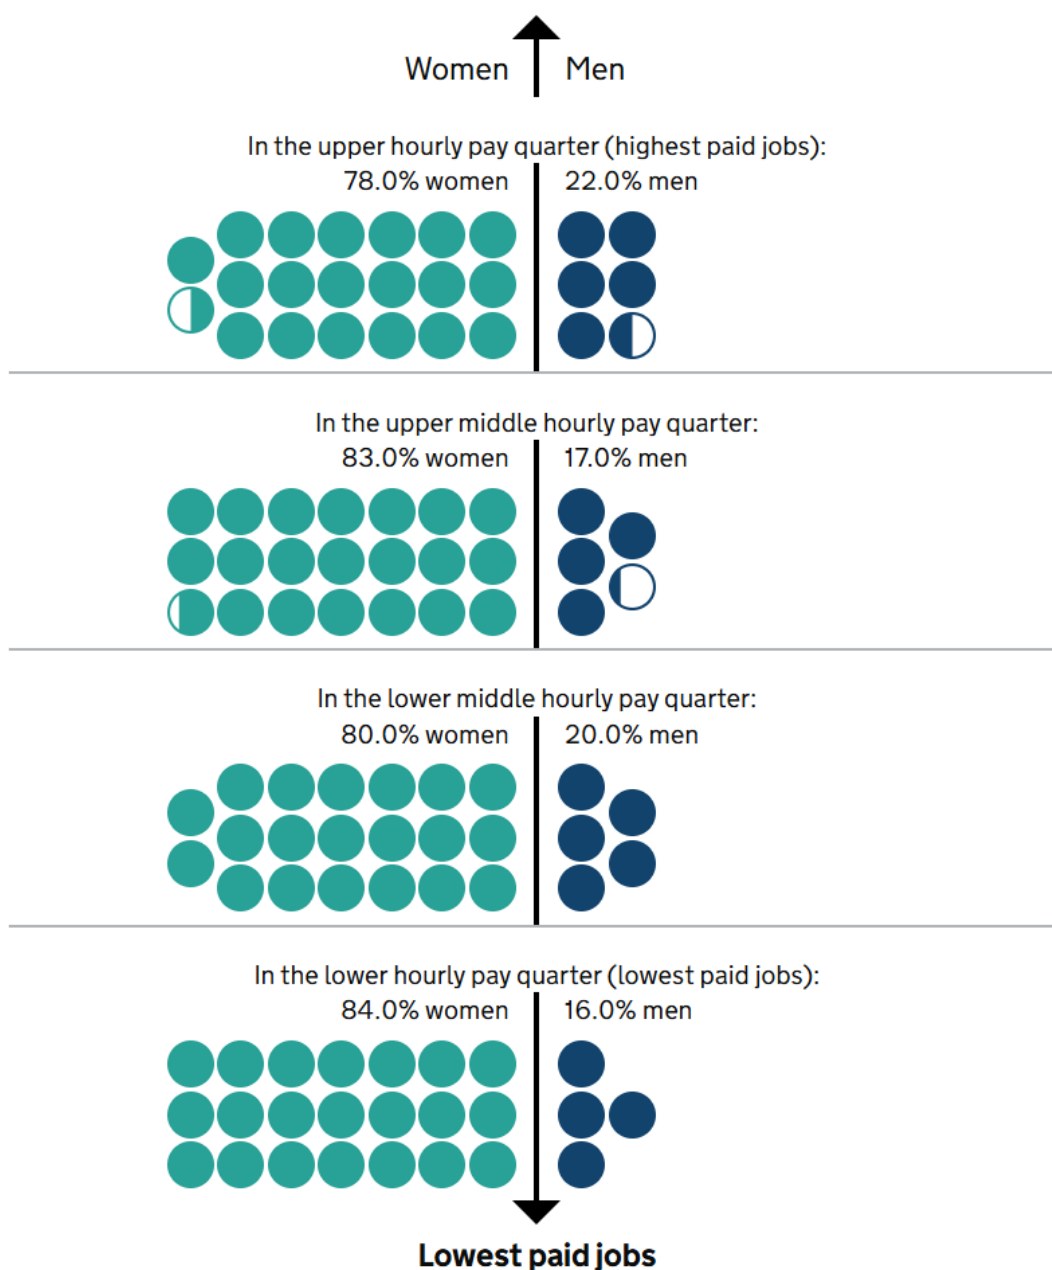 Women Men
In the upper hourly pay quarter (highest paid jobs):
78.0% women 22.0% men
In the upper middle hourly pay quarter:
83.0% women 17.0% men
In the lower middle hourly pay quarter:
80.0% women 20.0% men
In the lower hourly pay quarter (lowest paid jobs):
84.0% women 16.0% men
Lowest paid jobs